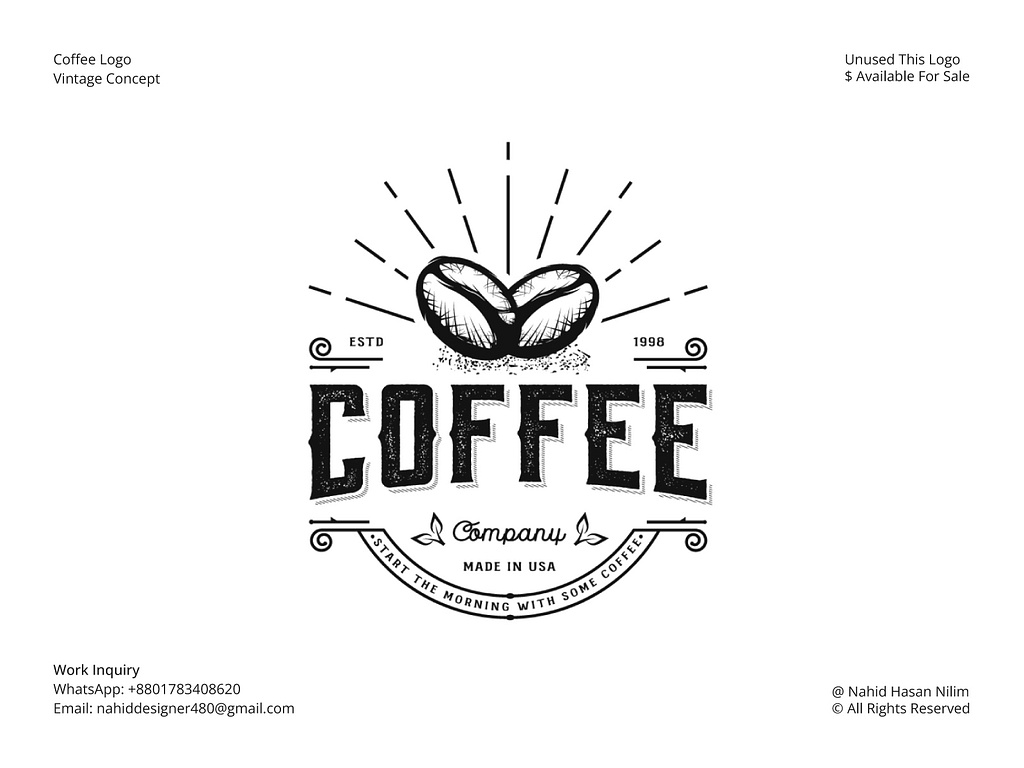 Coffee Logo
Vintage Concept
Unused This Logo
$ Available For Sale
ESTD
1998
COFFEE
Company
MADE IN USA
•START THE MORNING WITH SOME COFFEE•
Work Inquiry
WhatsApp: +8801783408620
Email: nahiddesigner480@gmail.com
@ Nahid Hasan Nilim
© All Rights Reserved